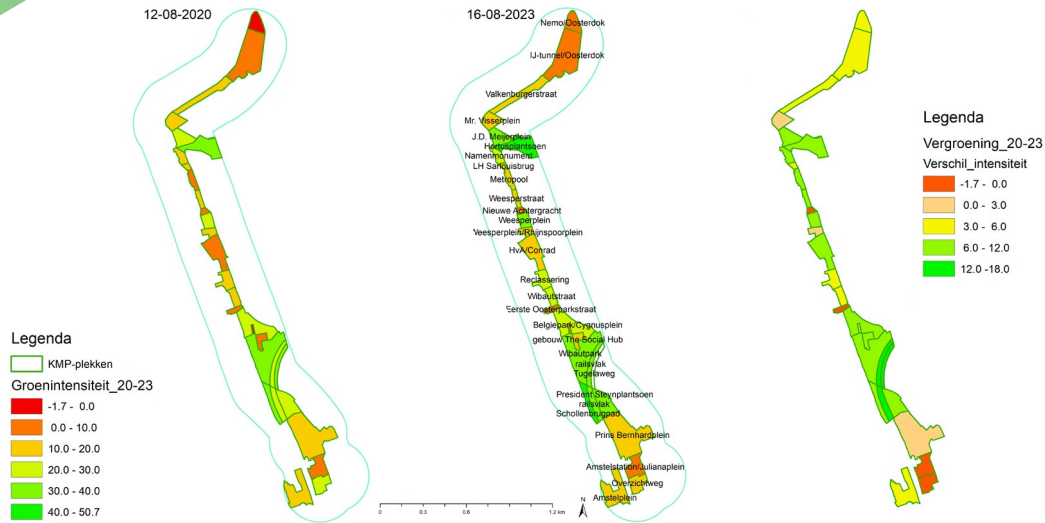 12-08-2020
16-08-2023
Nemo/Oosterdok
IJ-tunnel/Oosterdok
Valkenburgerstraat
Mr. Visserplein
J.D. Meijerplein
Hortusplantsoen
Namenmonument
LH Sarlouisbrug
Metropool
Weesperstraat
Nieuwe Achtergracht
Weesperplein
Weesperplein/Rhijnspoorplein
HvA/Conrad
Reclassering
Wibautstraat
Eerste Oosterparkstraat
Belgiepark/Cygnusplein
gebouw The Social Hub
Wibautpark
railsvlak
Tugelaweg
President Steynplantsoen
railsvlak
Schollenbrugpad
Prins Bernhardplein
Amstelstation/Julianaplein
Overzichtweg
Amstelplein
0 0.3 0.6 1.2 km
N
Legenda
KMP-plekken
Groenintensiteit_20-23
-1.7 - 0.0
0.0 - 10.0
10.0 - 20.0
20.0 - 30.0
30.0 - 40.0
40.0 - 50.7
Legenda
Vergroening_20-23
Verschil_intensiteit
-1.7 - 0.0
0.0 - 3.0
3.0 - 6.0
6.0 - 12.0
12.0 -18.0